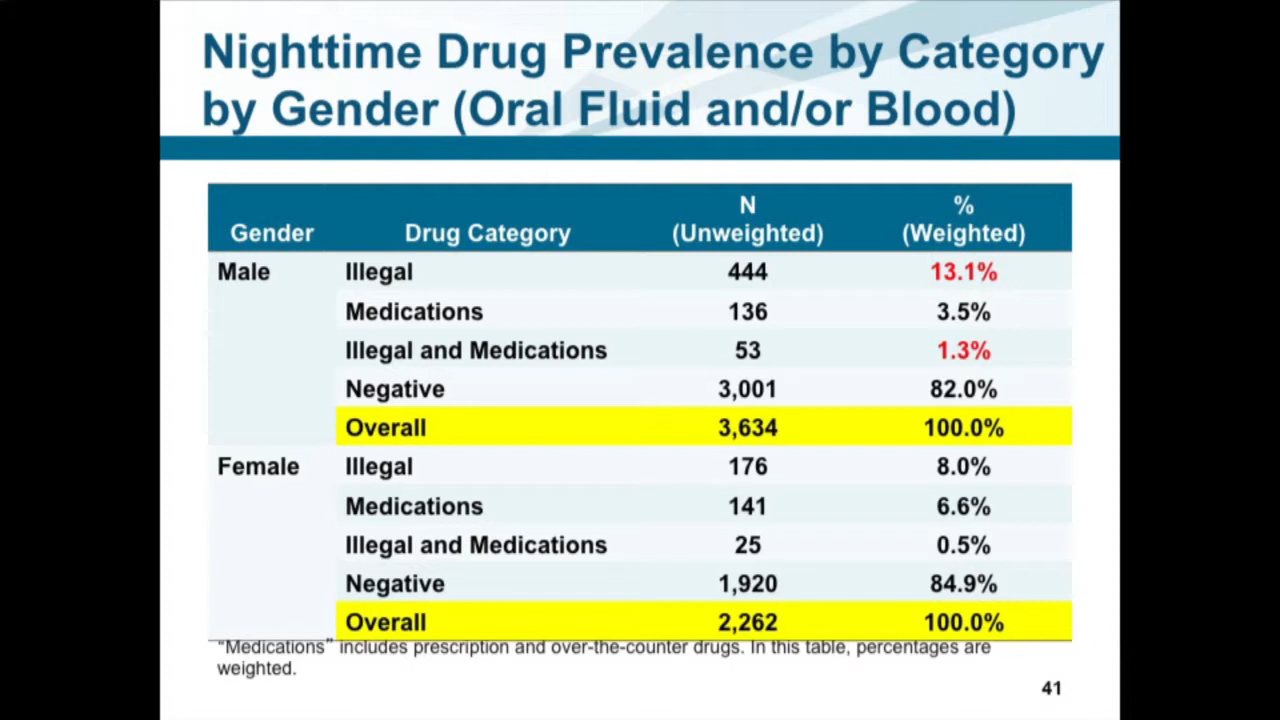 Nighttime Drug Prevalence by Category
by Gender (Oral Fluid and/or Blood)
Gender Drug Category N (Unweighted) % (Weighted)
Male Illegal 444 13.1%
Medications 136 3.5%
Illegal and Medications 53 1.3%
Negative 3,001 82.0%
Overall 3,634 100.0%
Female Illegal 176 8.0%
Medications 141 6.6%
Illegal and Medications 25 0.5%
Negative 1,920 84.9%
Overall 2,262 100.0%
“Medications” includes prescription and over-the-counter drugs. In this table, percentages are
weighted.
41